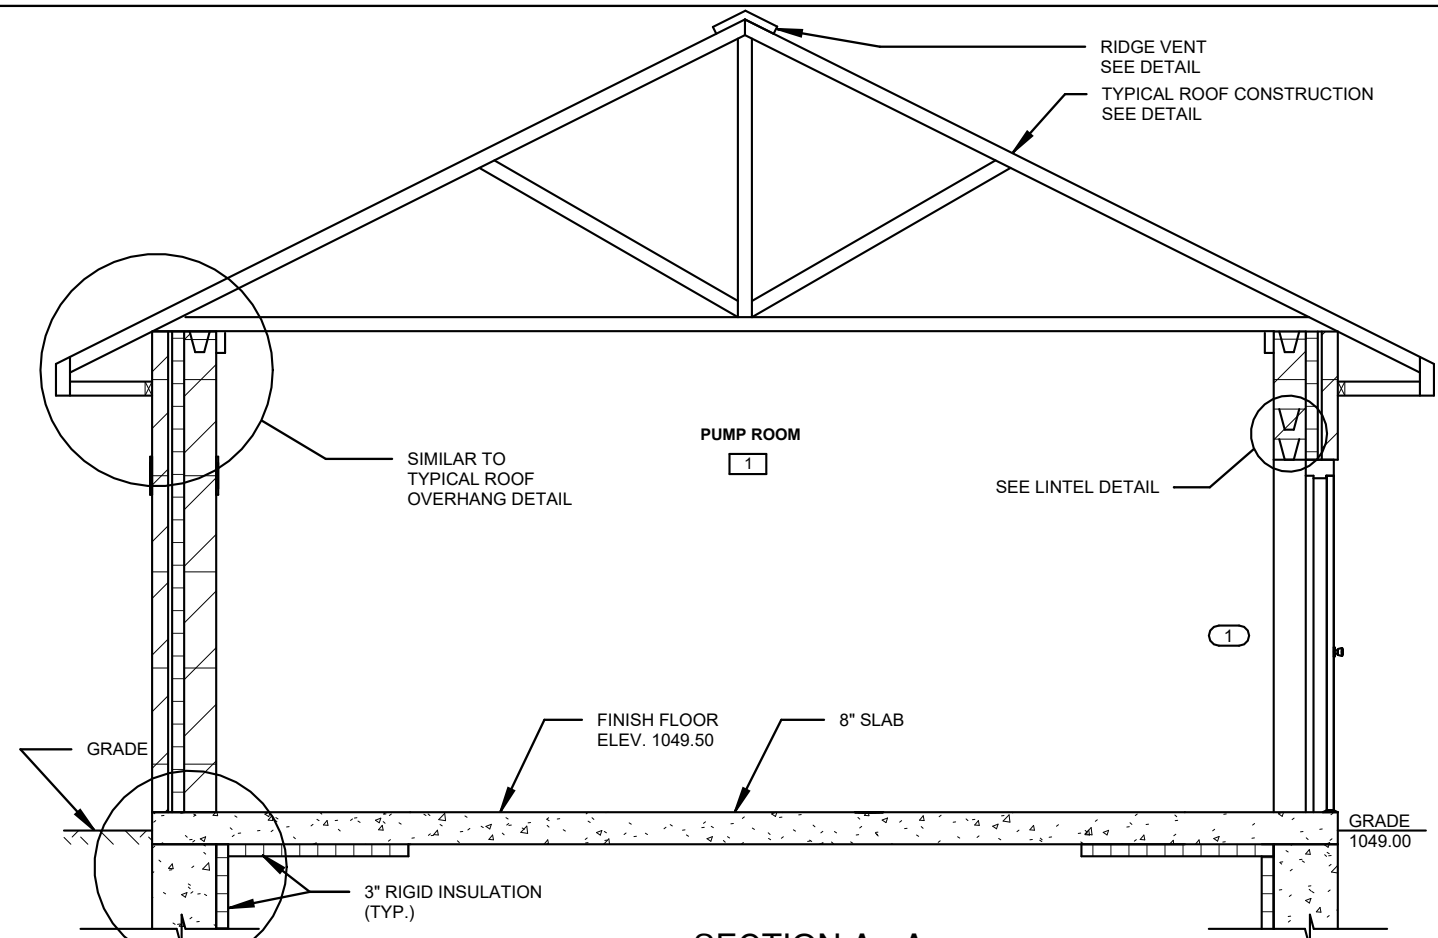 RIDGE VENT
SEE DETAIL
TYPICAL ROOF CONSTRUCTION
SEE DETAIL
PUMP ROOM
1
SIMILAR TO
TYPICAL ROOF
OVERHANG DETAIL
SEE LINTEL DETAIL
1
FINISH FLOOR
ELEV. 1049.50
8" SLAB
GRADE
GRADE
1049.00
3" RIGID INSULATION
(TYP.)
SECTION A - A